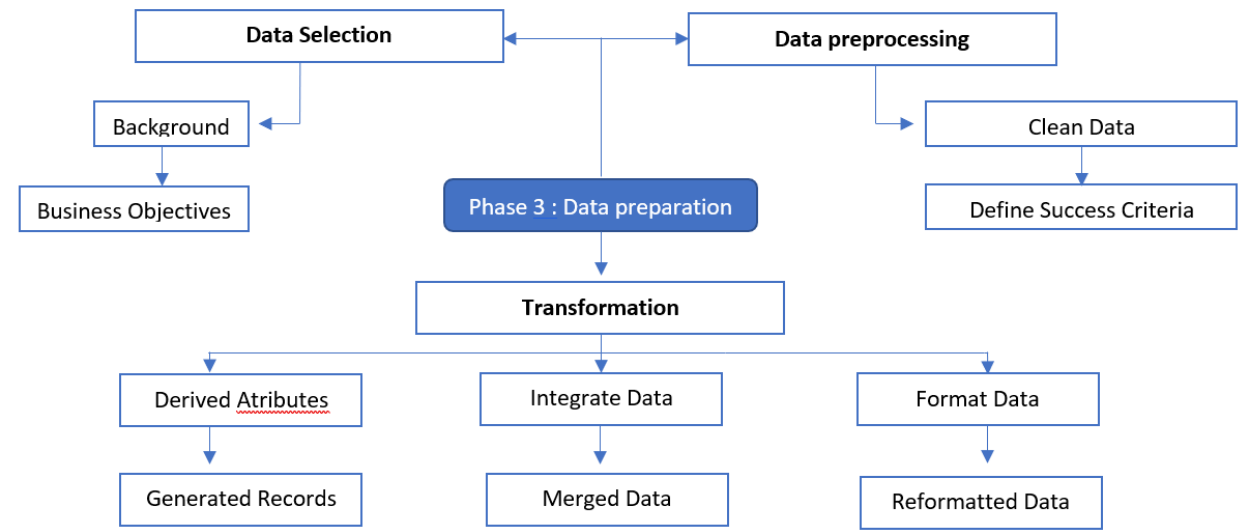 Data Selection
Data preprocessing
Background
Clean Data
Business Objectives
Phase 3 : Data preparation
Define Success Criteria
Transformation
Derived Atributes
Integrate Data
Format Data
Generated Records
Merged Data
Reformatted Data